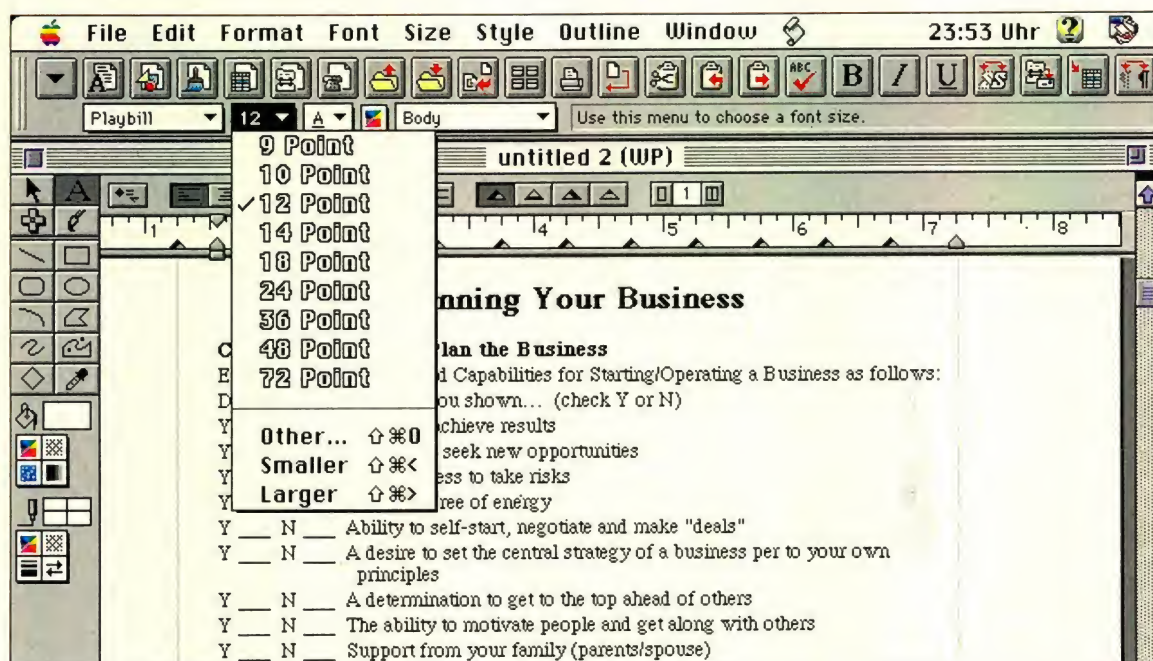 File Edit Format Font Size Style Outline Window 23:53 Uhr
ABC B I U
Playbill 12 A Body Use this menu to choose a font size.
untitled 2 (WP)
A 1
1 4 5 6 7 8
9 Point
10 Point
✓12 Point
14 Point
18 Point
24 Point
36 Point
48 Point
72 Point
Other... ⇧⌘O
Smaller ⇧⌘<
Larger ⇧⌘>
nning Your Business
C lan the Business
E d Capabilities for Starting/Operating a Business as follows:
D ou shown... (check Y or N)
Y chieve results
Y seek new opportunities
Y ess to take risks
Y ree of energy
Y ___ N ___ Ability to self-start, negotiate and make "deals"
Y ___ N ___ A desire to set the central strategy of a business per to your own
principles
Y ___ N ___ A determination to get to the top ahead of others
Y ___ N ___ The ability to motivate people and get along with others
Y ___ N ___ Support from your family (parents/spouse)